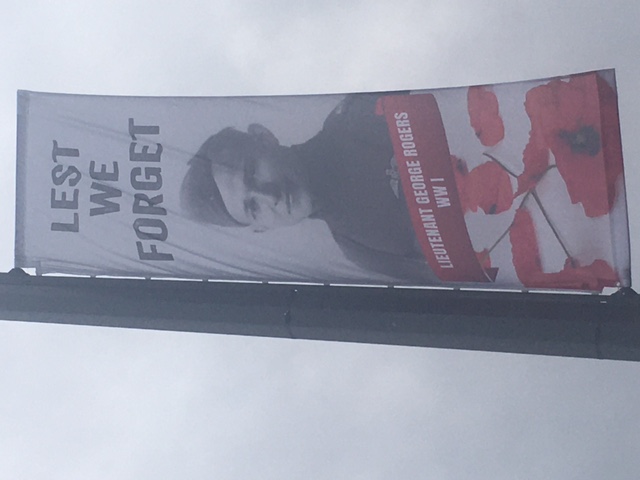 LEST
WE
FORGET
LIEUTENANT GEORGE ROGERS
WW I